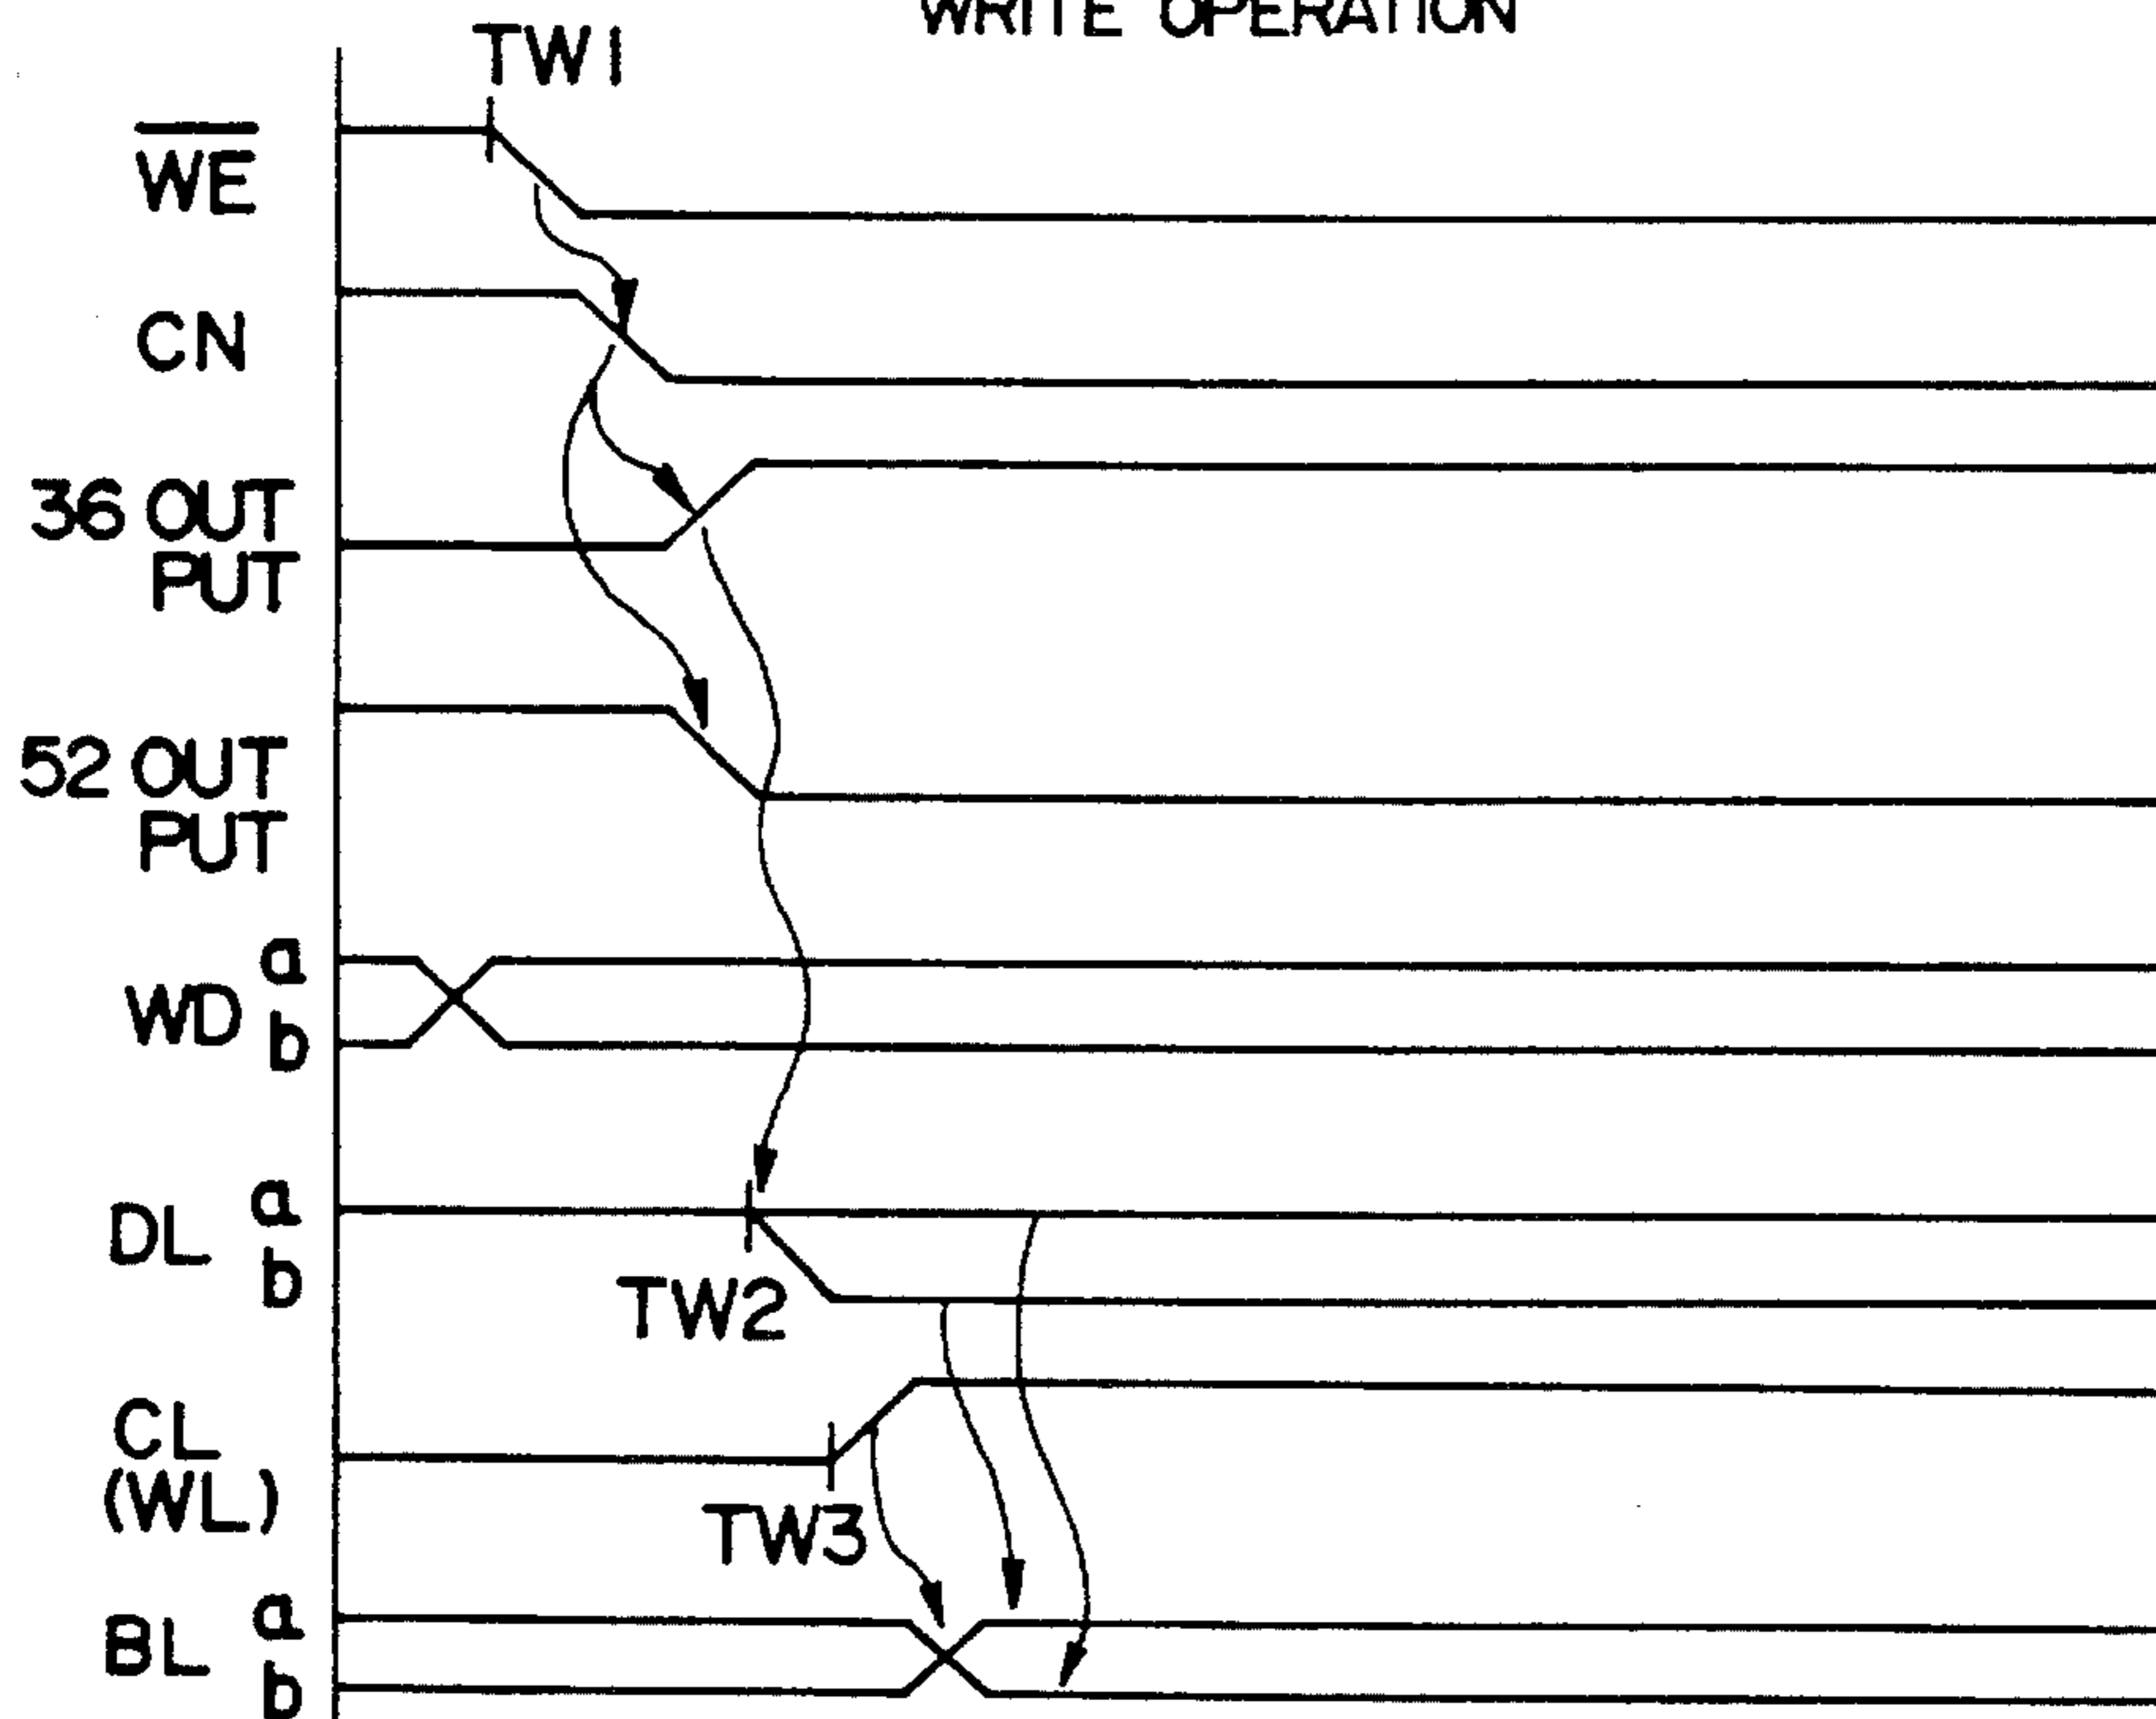 WRITE OPERATION
TW1
WE
CN
36 OUT
PUT
52 OUT
PUT
a
WD
b
a
DL
b
TW2
CL
(WL)
TW3
a
BL
b